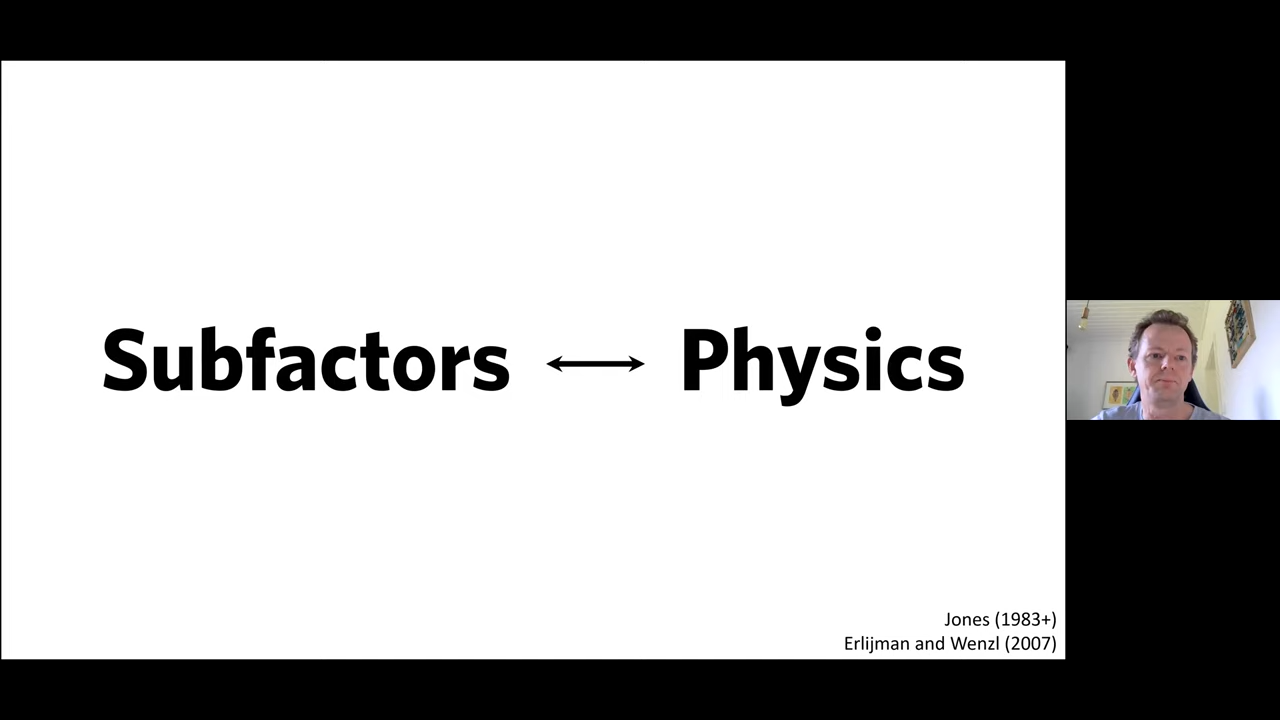 Subfactors ⟷ Physics
Jones (1983+)
Erlijman and Wenzl (2007)